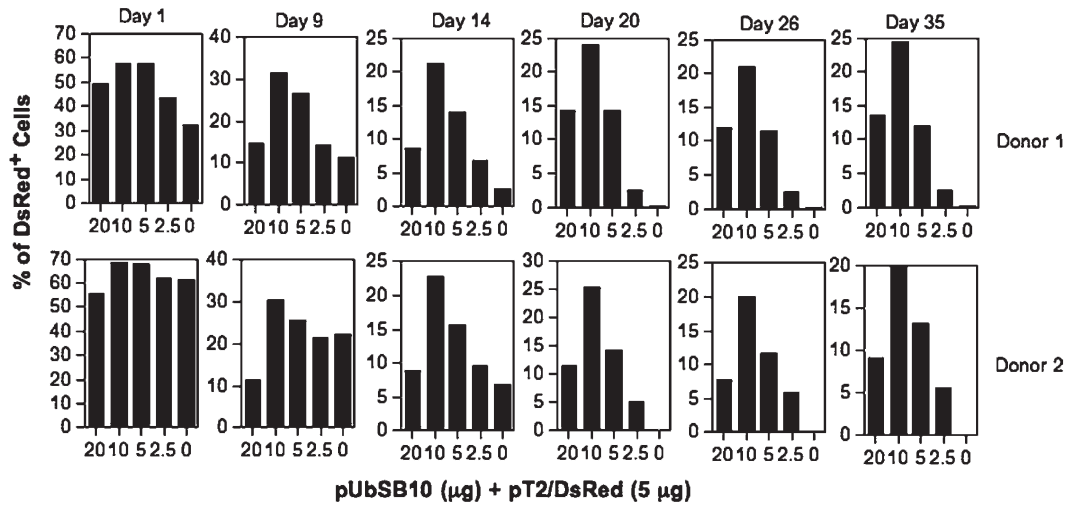 Day 1 Day 9 Day 14 Day 20 Day 26 Day 35
% of DsRed+ Cells
70 60 50 40 30 20 10 0
40 30 20 10 0
25 20 15 10 5 0
25 20 15 10 5 0
25 20 15 10 5 0
25 20 15 10 5 0
Donor 1
20 10 5 2.5 0 20 10 5 2.5 0 20 10 5 2.5 0 20 10 5 2.5 0 20 10 5 2.5 0 20 10 5 2.5 0
70 60 50 40 30 20 10 0
40 30 20 10 0
25 20 15 10 5 0
30 25 20 15 10 5 0
25 20 15 10 5 0
20 15 10 5 0
Donor 2
20 10 5 2.5 0 20 10 5 2.5 0 20 10 5 2.5 0 20 10 5 2.5 0 20 10 5 2.5 0 20 10 5 2.5 0
pUbSB10 (µg) + pT2/DsRed (5 µg)